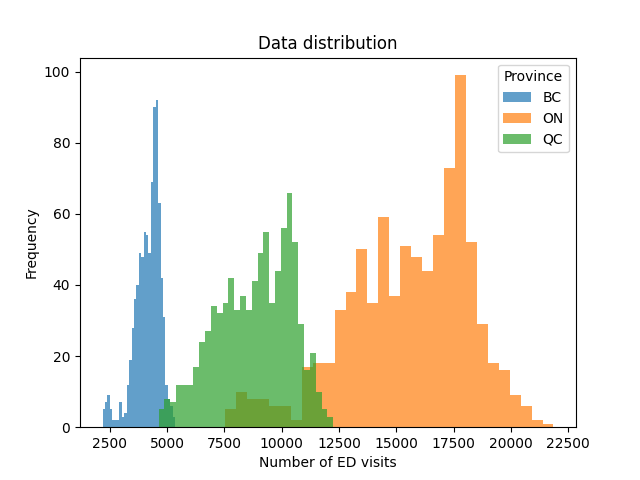 Data distribution
Province
BC
ON
QC
Frequency
100
80
60
40
20
0
2500 5000 7500 10000 12500 15000 17500 20000 22500
Number of ED visits